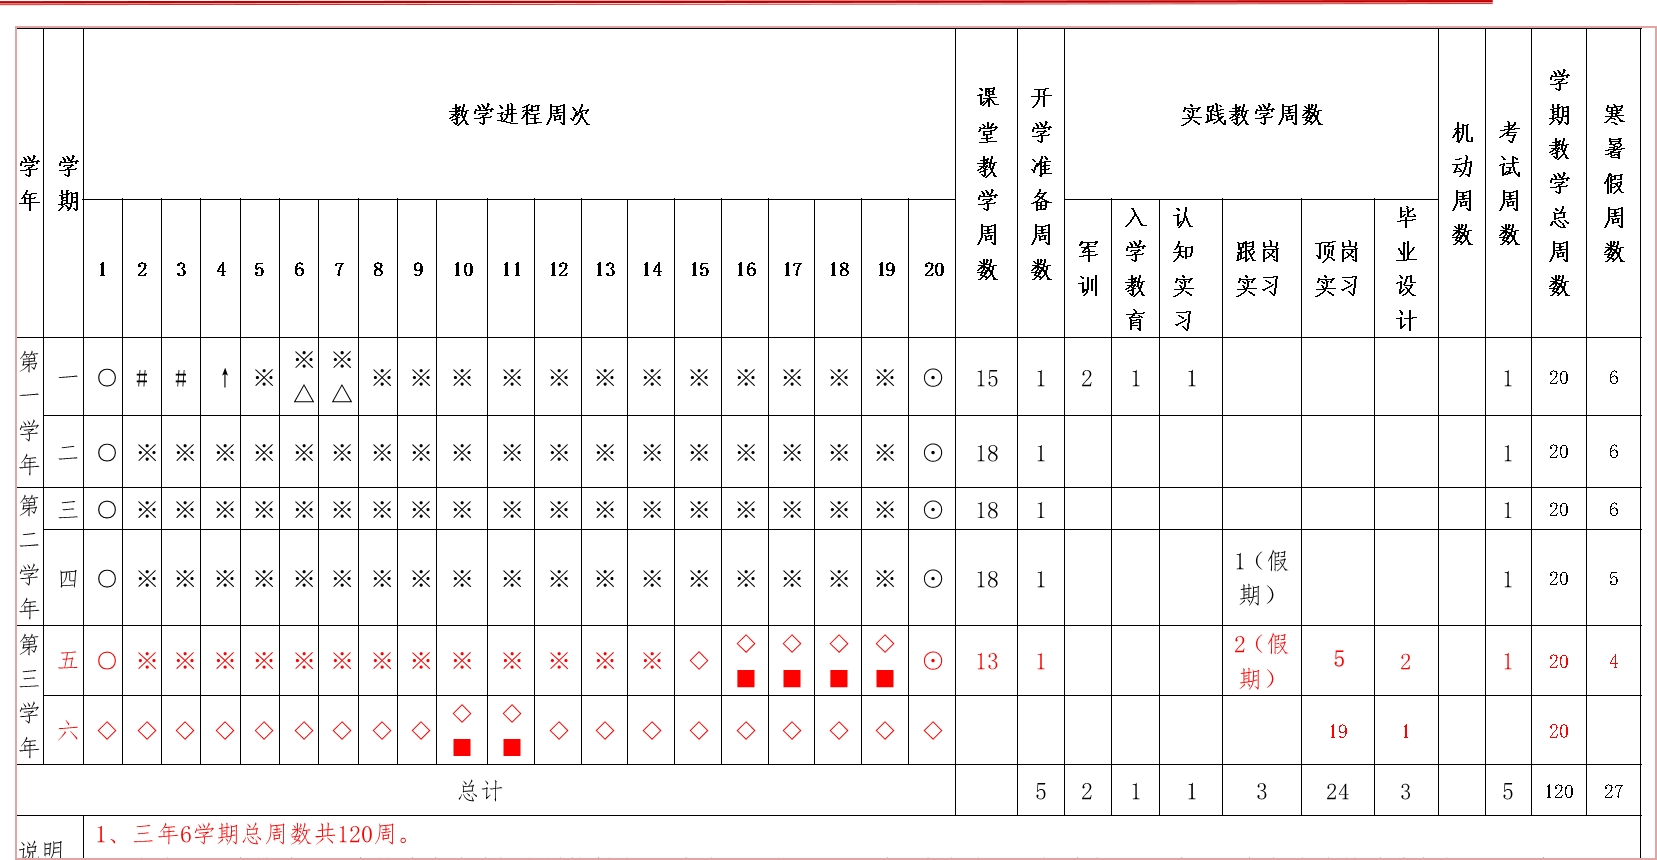 学年 学期 教学进程周次 课堂教学周数 开学准备周数 实践教学周数 机动周数 考试周数 学期教学总周数 寒暑假周数
1 2 3 4 5 6 7 8 9 10 11 12 13 14 15 16 17 18 19 20 军训 入学教育 认知实习 跟岗实习 顶岗实习 毕业设计
第一学年 一 ○ # # ↑ ※ ※△ ※△ ※ ※ ※ ※ ※ ※ ※ ※ ※ ※ ※ ※ ⊙ 15 1 2 1 1 1 20 6
二 ○ ※ ※ ※ ※ ※ ※ ※ ※ ※ ※ ※ ※ ※ ※ ※ ※ ※ ※ ⊙ 18 1 1 20 6
第二学年 三 ○ ※ ※ ※ ※ ※ ※ ※ ※ ※ ※ ※ ※ ※ ※ ※ ※ ※ ※ ⊙ 18 1 1 20 6
四 ○ ※ ※ ※ ※ ※ ※ ※ ※ ※ ※ ※ ※ ※ ※ ※ ※ ※ ※ ⊙ 18 1 1（假期） 1 20 5
第三学年 五 ○ ※ ※ ※ ※ ※ ※ ※ ※ ※ ※ ※ ※ ※ ◇ ◇■ ◇■ ◇■ ◇■ ⊙ 13 1 2（假期） 5 2 1 20 4
六 ◇ ◇ ◇ ◇ ◇ ◇ ◇ ◇ ◇ ◇■ ◇■ ◇ ◇ ◇ ◇ ◇ ◇ ◇ ◇ ◇ 19 1 20
总计 5 2 1 1 3 24 3 5 120 27
说明 1、三年6学期总周数共120周。